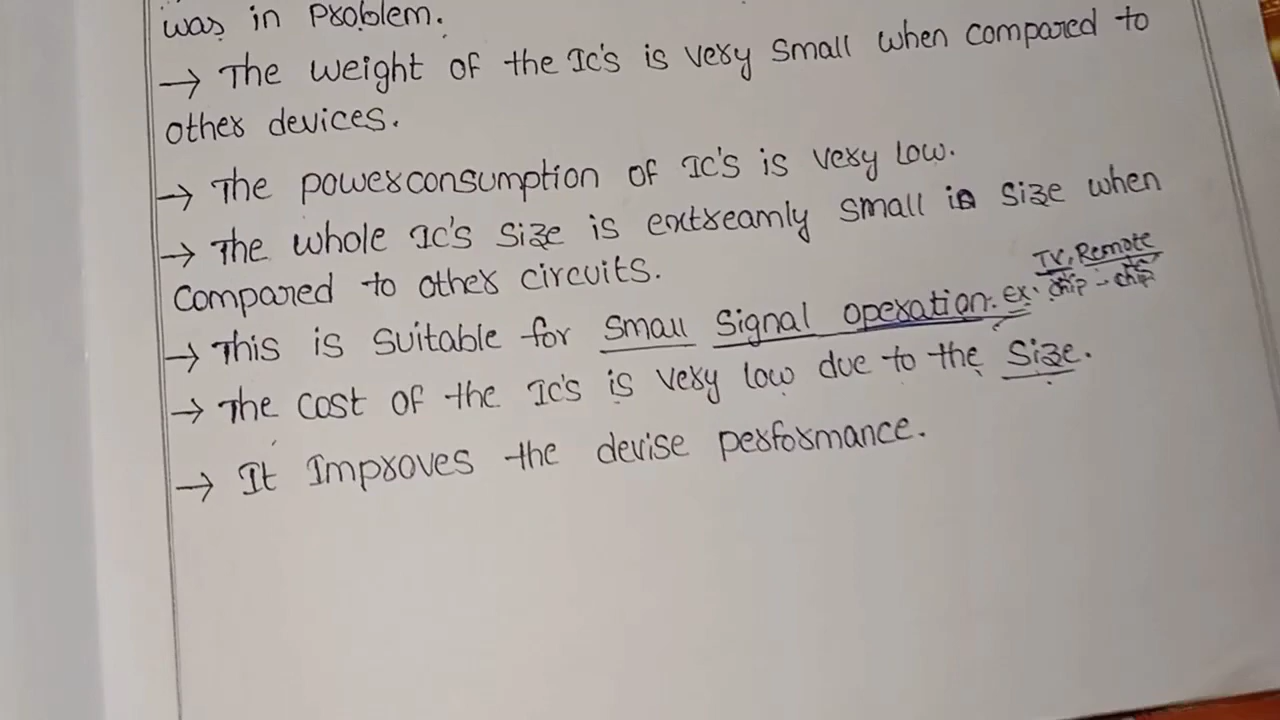 was in problem.
→ The weight of the Ic's is very small when compared to
other devices.
→ The powerconsumption of Ic's is very low.
→ The whole Ic's size is extreamly small in size when
compared to other circuits.
TV, Remote
chip - chip
→ This is suitable for small signal operation. ex.
→ The cost of the Ic's is very low due to the size.
→ It Improves the devise performance.